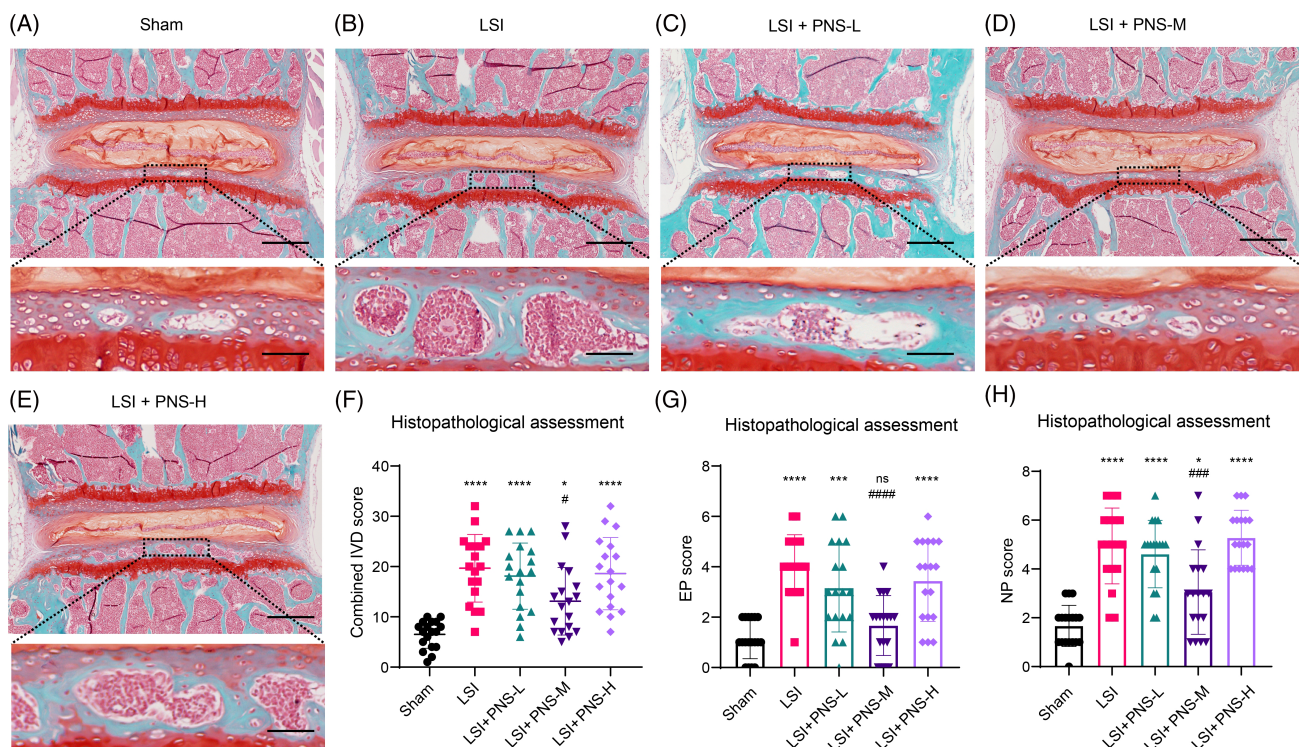 (A) Sham
(B) LSI
(C) LSI + PNS-L
(D) LSI + PNS-M
(E) LSI + PNS-H
(F)
Histopathological assessment
Combined IVD score
40
30
20
10
0
****
****
*
#
****
Sham
LSI
LSI+PNS-L
LSI+PNS-M
LSI+PNS-H
(G)
Histopathological assessment
EP score
6
4
2
0
****
***
ns
####
****
Sham
LSI
LSI+PNS-L
LSI+PNS-M
LSI+PNS-H
(H)
Histopathological assessment
NP score
8
6
4
2
0
****
****
*
###
****
Sham
LSI
LSI+PNS-L
LSI+PNS-M
LSI+PNS-H